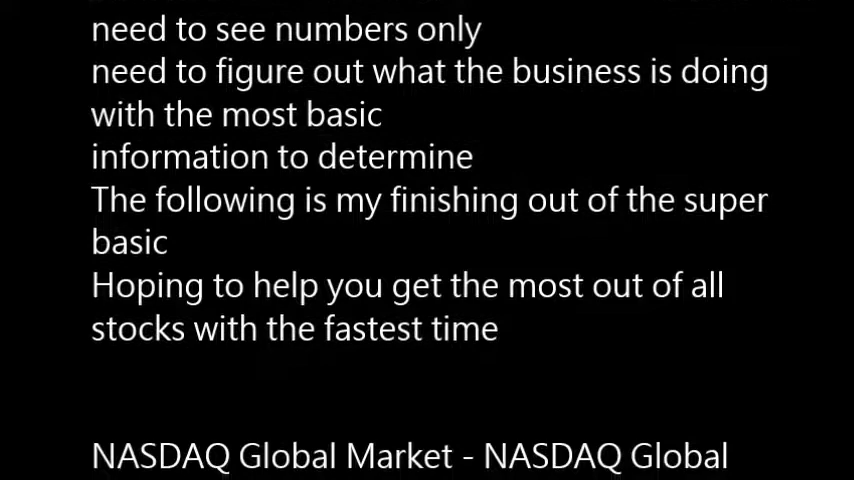 need to see numbers only
need to figure out what the business is doing
with the most basic
information to determine
The following is my finishing out of the super
basic
Hoping to help you get the most out of all
stocks with the fastest time
NASDAQ Global Market - NASDAQ Global